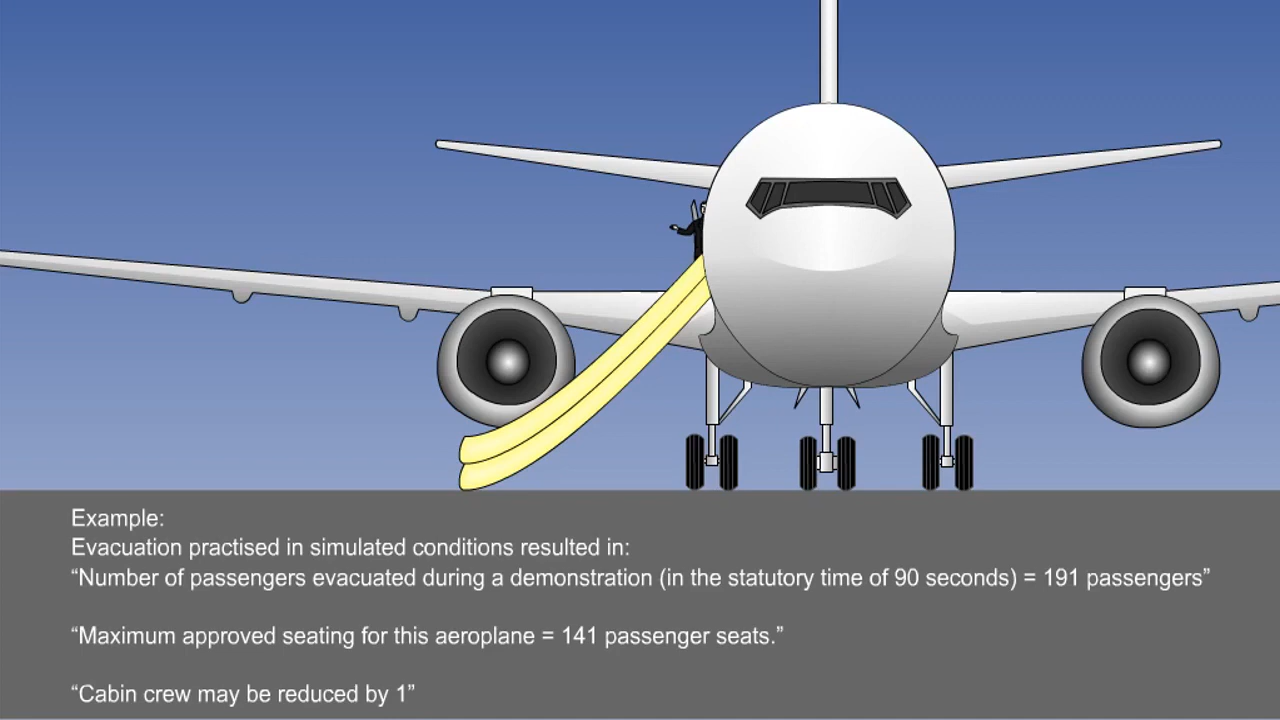 Example:
Evacuation practised in simulated conditions resulted in:
“Number of passengers evacuated during a demonstration (in the statutory time of 90 seconds) = 191 passengers”
“Maximum approved seating for this aeroplane = 141 passenger seats.”
“Cabin crew may be reduced by 1”